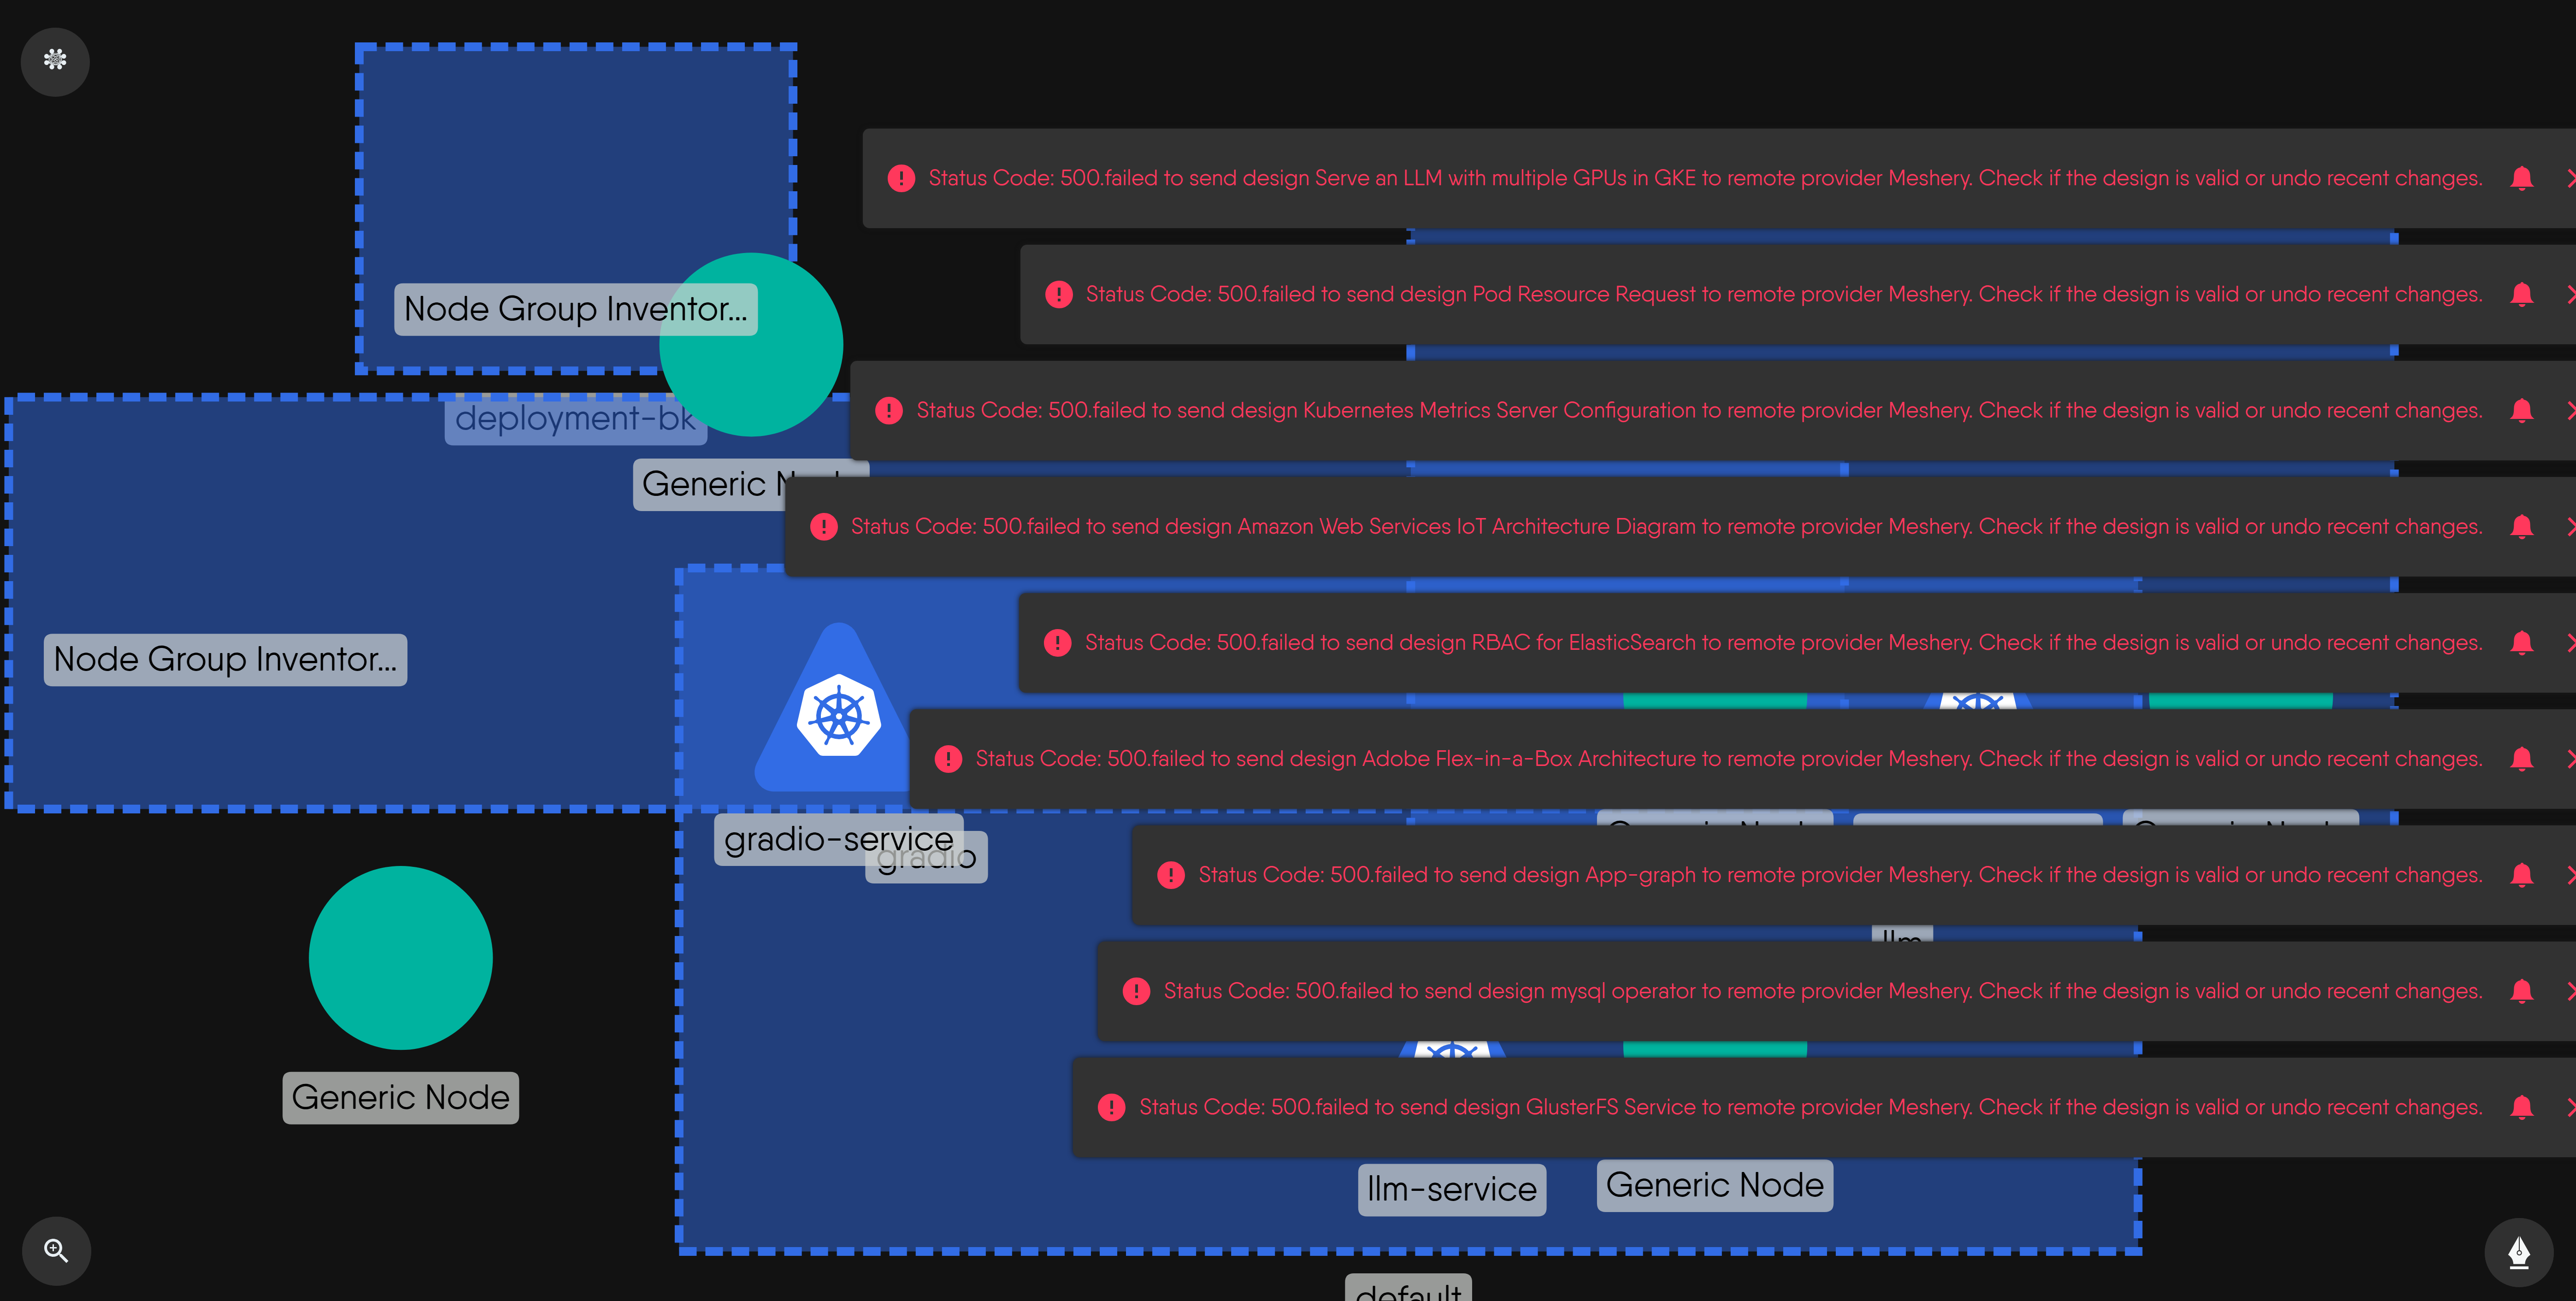 Status Code: 500.failed to send design Serve an LLM with multiple GPUs in GKE to remote provider Meshery. Check if the design is valid or undo recent changes.
Status Code: 500.failed to send design Pod Resource Request to remote provider Meshery. Check if the design is valid or undo recent changes.
Node Group Inventor...
Status Code: 500.failed to send design Kubernetes Metrics Server Configuration to remote provider Meshery. Check if the design is valid or undo recent changes.
deployment-bk
Generic
Status Code: 500.failed to send design Amazon Web Services IoT Architecture Diagram to remote provider Meshery. Check if the design is valid or undo recent changes.
Status Code: 500.failed to send design RBAC for ElasticSearch to remote provider Meshery. Check if the design is valid or undo recent changes.
Node Group Inventor...
Status Code: 500.failed to send design Adobe Flex-in-a-Box Architecture to remote provider Meshery. Check if the design is valid or undo recent changes.
gradio-service
gradio
Status Code: 500.failed to send design App-graph to remote provider Meshery. Check if the design is valid or undo recent changes.
llm
Status Code: 500.failed to send design mysql operator to remote provider Meshery. Check if the design is valid or undo recent changes.
Generic Node
Status Code: 500.failed to send design GlusterFS Service to remote provider Meshery. Check if the design is valid or undo recent changes.
llm-service
Generic Node
default